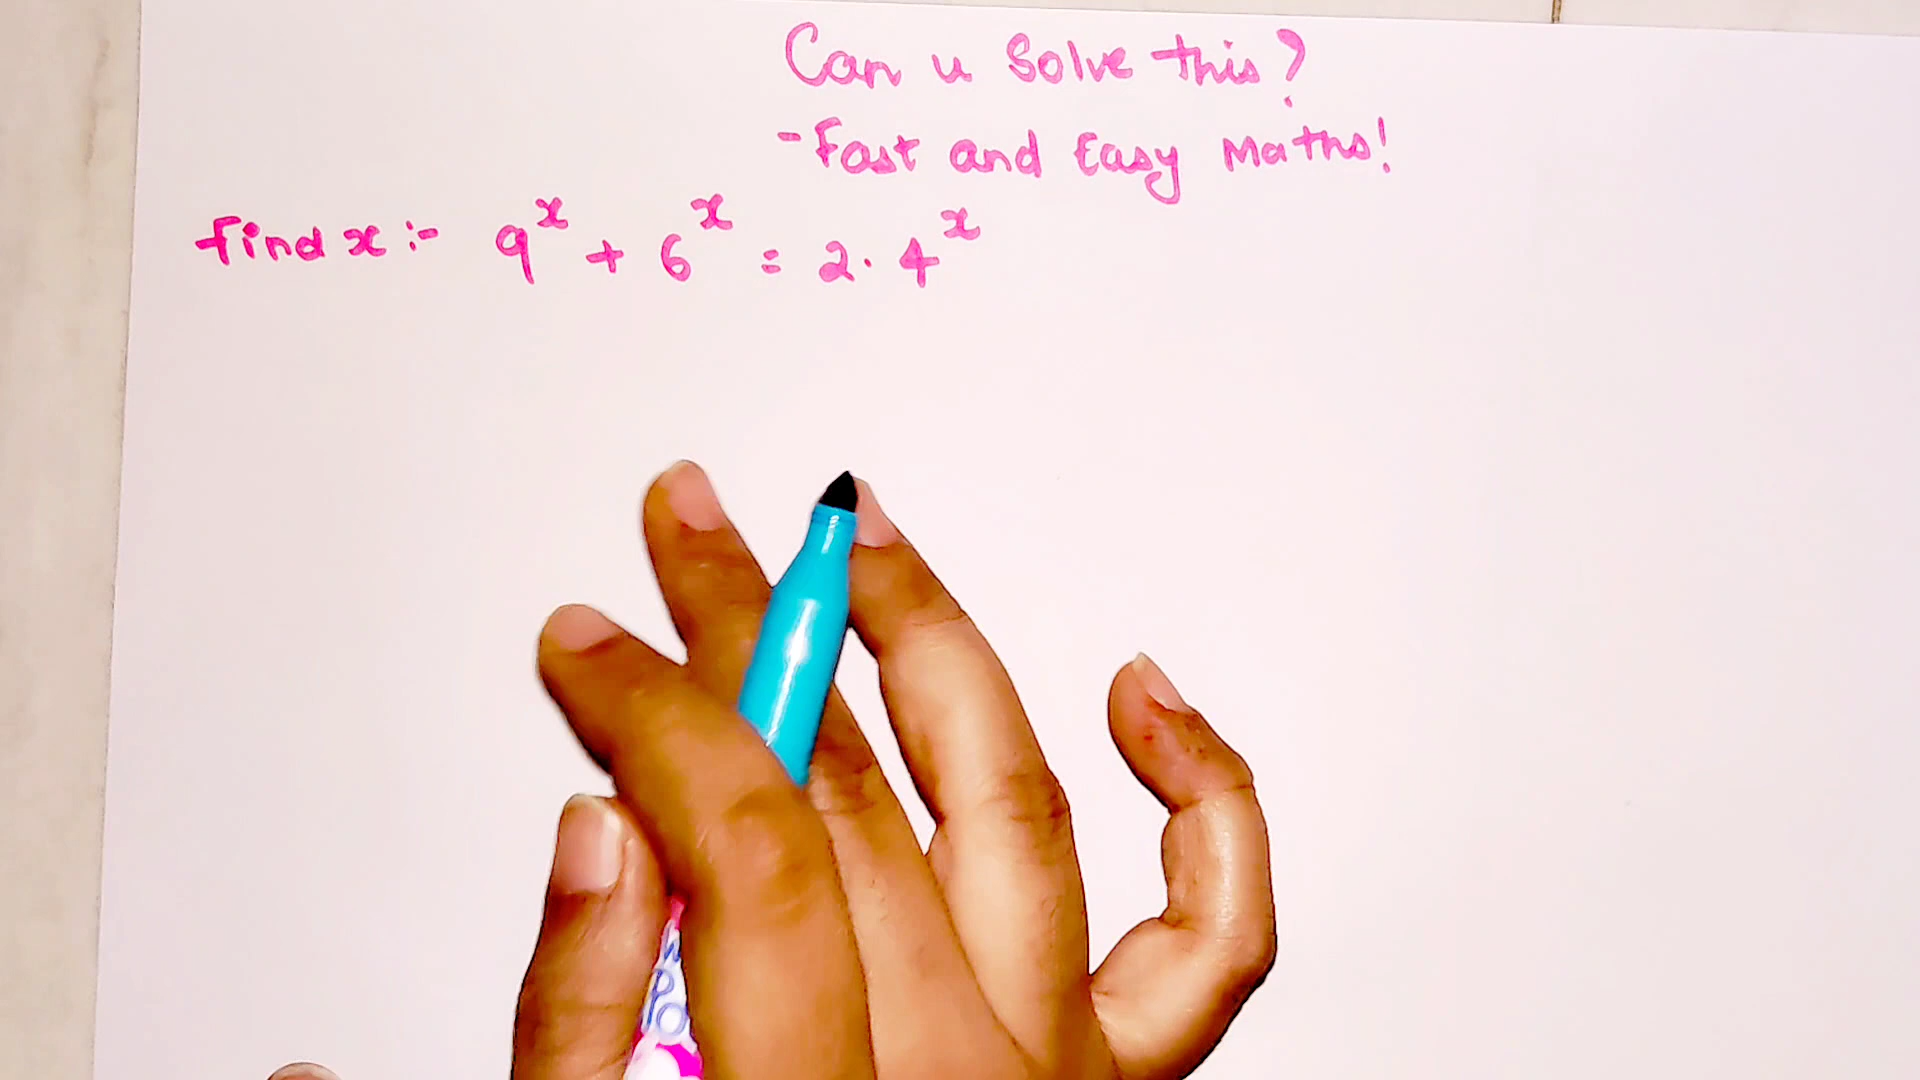 Can u Solve this?
- Fast and Easy Maths!
Find x :- 9^x + 6^x = 2. 4^x